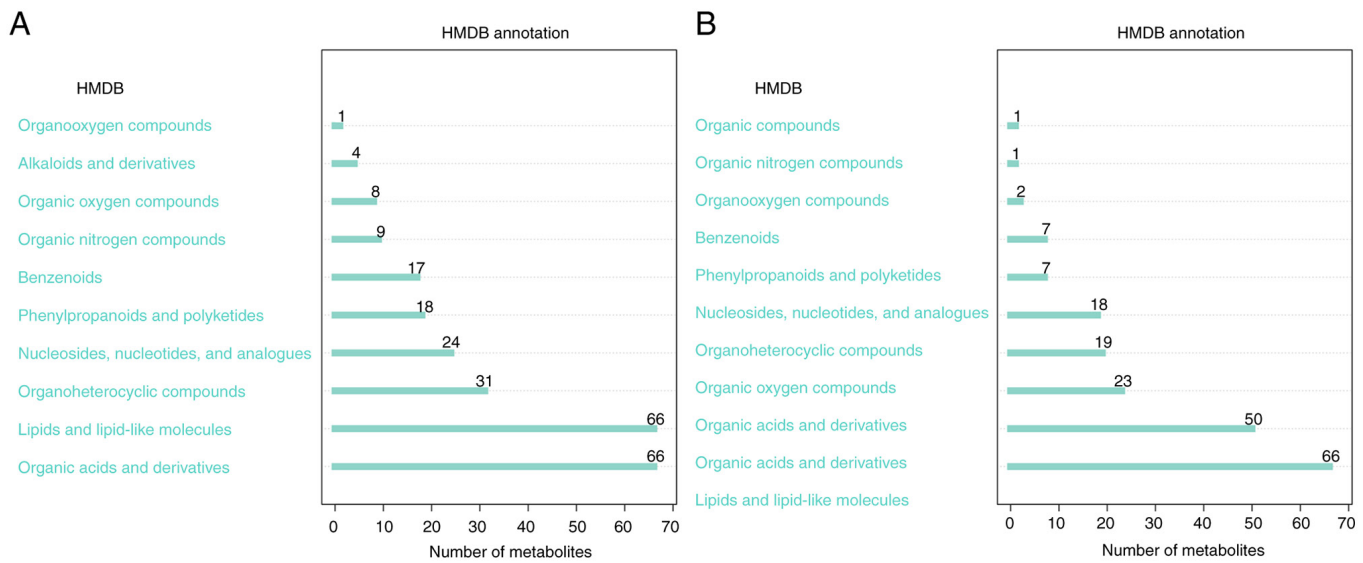 A
HMDB annotation
HMDB
Organooxygen compounds 1
Alkaloids and derivatives 4
Organic oxygen compounds 8
Organic nitrogen compounds 9
Benzenoids 17
Phenylpropanoids and polyketides 18
Nucleosides, nucleotides, and analogues 24
Organoheterocyclic compounds 31
Lipids and lipid-like molecules 66
Organic acids and derivatives 66
0 10 20 30 40 50 60 70
Number of metabolites
B
HMDB annotation
HMDB
Organic compounds 1
Organic nitrogen compounds 1
Organooxygen compounds 2
Benzenoids 7
Phenylpropanoids and polyketides 7
Nucleosides, nucleotides, and analogues 18
Organoheterocyclic compounds 19
Organic oxygen compounds 23
Organic acids and derivatives 50
Organic acids and derivatives 66
Lipids and lipid-like molecules
0 10 20 30 40 50 60 70
Number of metabolites